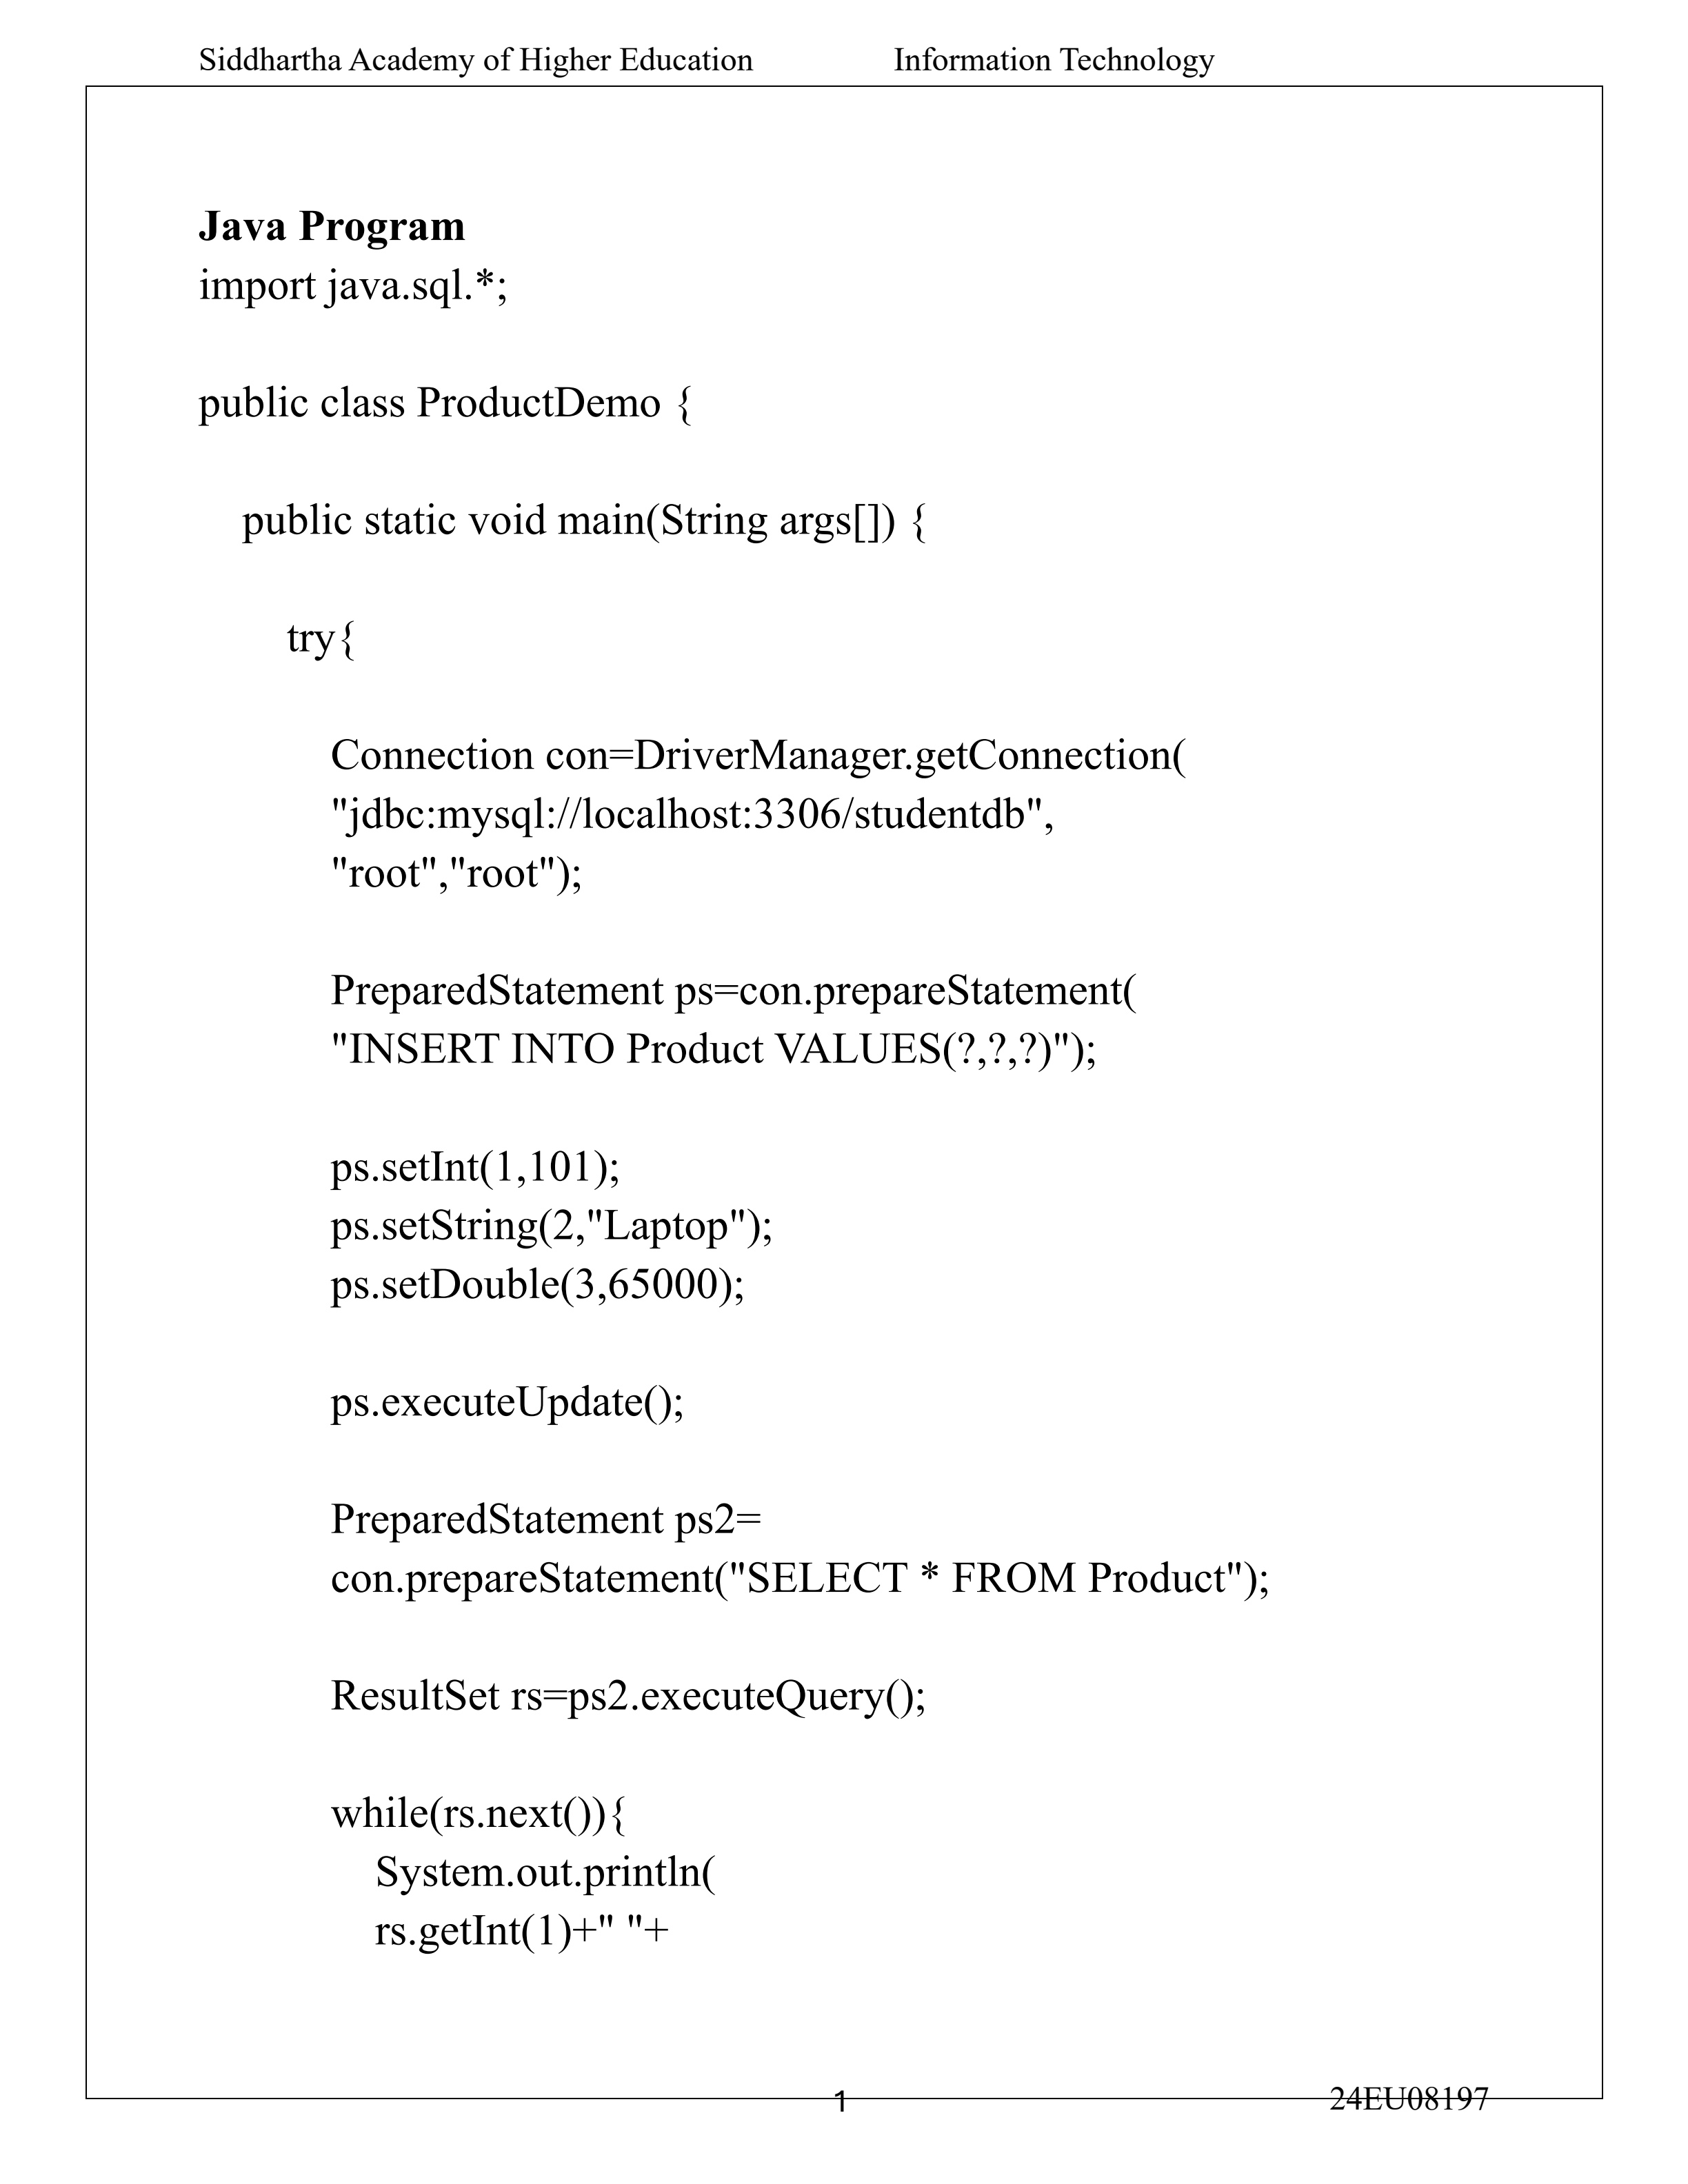 Siddhartha Academy of Higher Education Information Technology
Java Program
import java.sql.*;
public class ProductDemo {
public static void main(String args[]) {
try{
Connection con=DriverManager.getConnection(
"jdbc:mysql://localhost:3306/studentdb",
"root","root");
PreparedStatement ps=con.prepareStatement(
"INSERT INTO Product VALUES(?,?,?)");
ps.setInt(1,101);
ps.setString(2,"Laptop");
ps.setDouble(3,65000);
ps.executeUpdate();
PreparedStatement ps2=
con.prepareStatement("SELECT * FROM Product");
ResultSet rs=ps2.executeQuery();
while(rs.next()){
System.out.println(
rs.getInt(1)+" "+
1 24EU08197